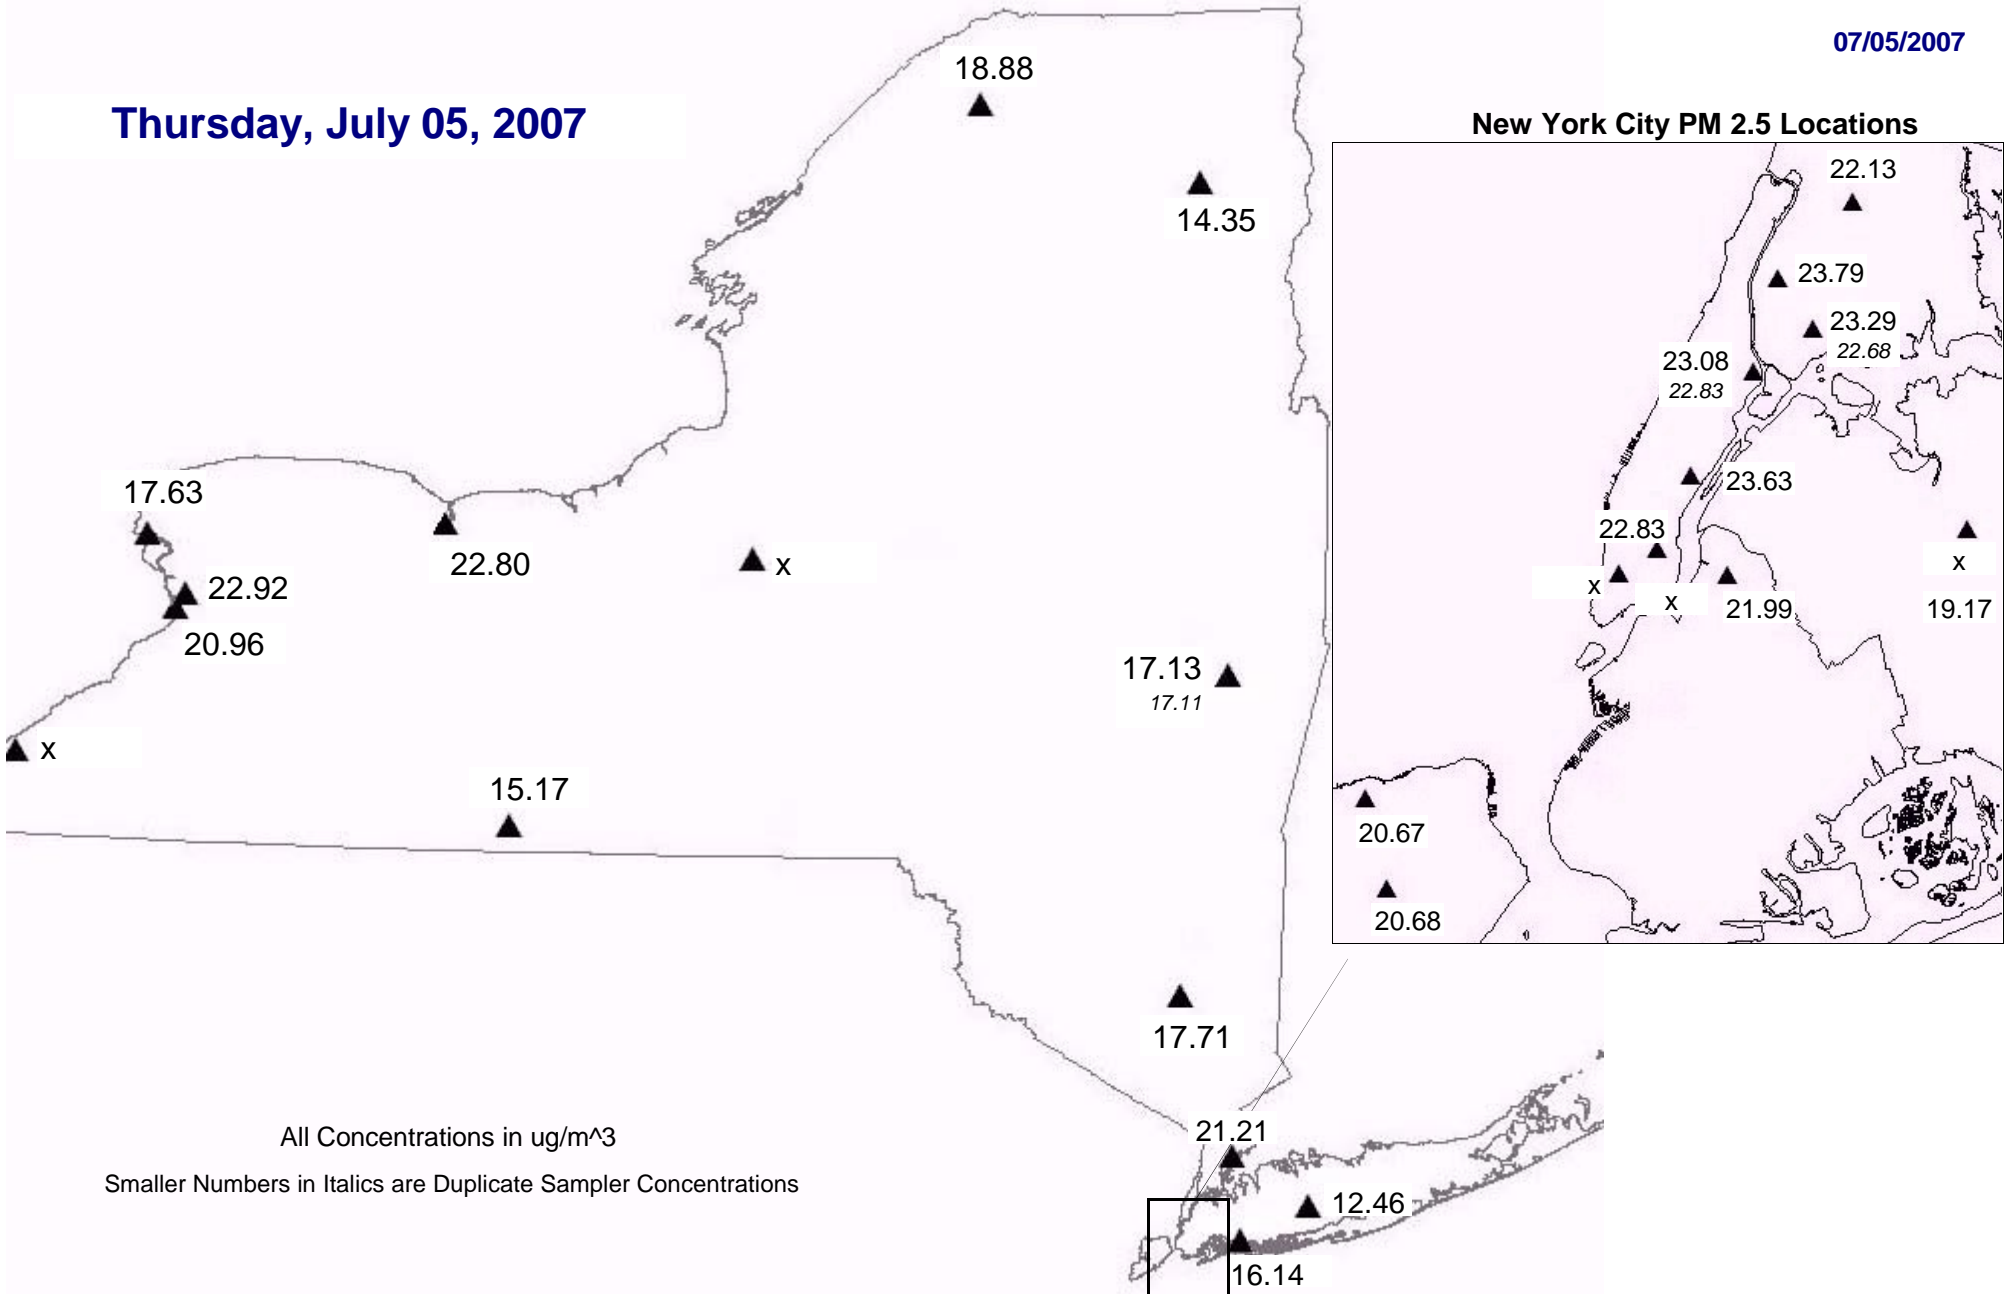 07/05/2007
Thursday, July 05, 2007
18.88
14.35
17.63
22.80
x
22.92
20.96
17.13
17.11
x
15.17
17.71
21.21
12.46
16.14
All Concentrations in ug/m^3
Smaller Numbers in Italics are Duplicate Sampler Concentrations
New York City PM 2.5 Locations
22.13
23.79
23.29
22.68
23.08
22.83
23.63
22.83
x
x
x
21.99
19.17
20.67
20.68